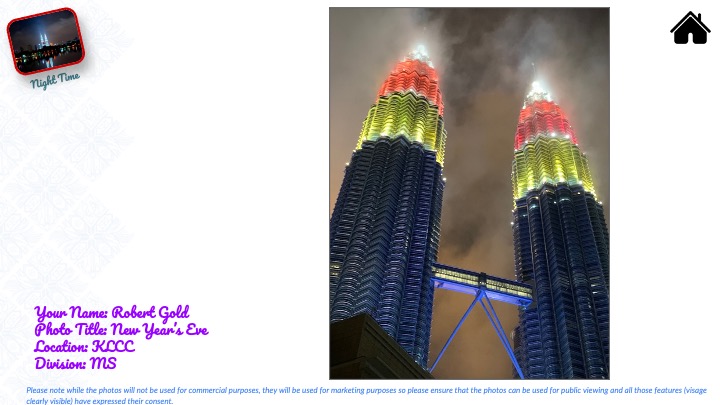 Night Time
Your Name: Robert Gold
Photo Title: New Year's Eve
Location: KLCC
Division: MS
Please note while the photos will not be used for commercial purposes, they will be used for marketing purposes so please ensure that the photos can be used for public viewing and all those features (visage
clearly visible) have expressed their consent.